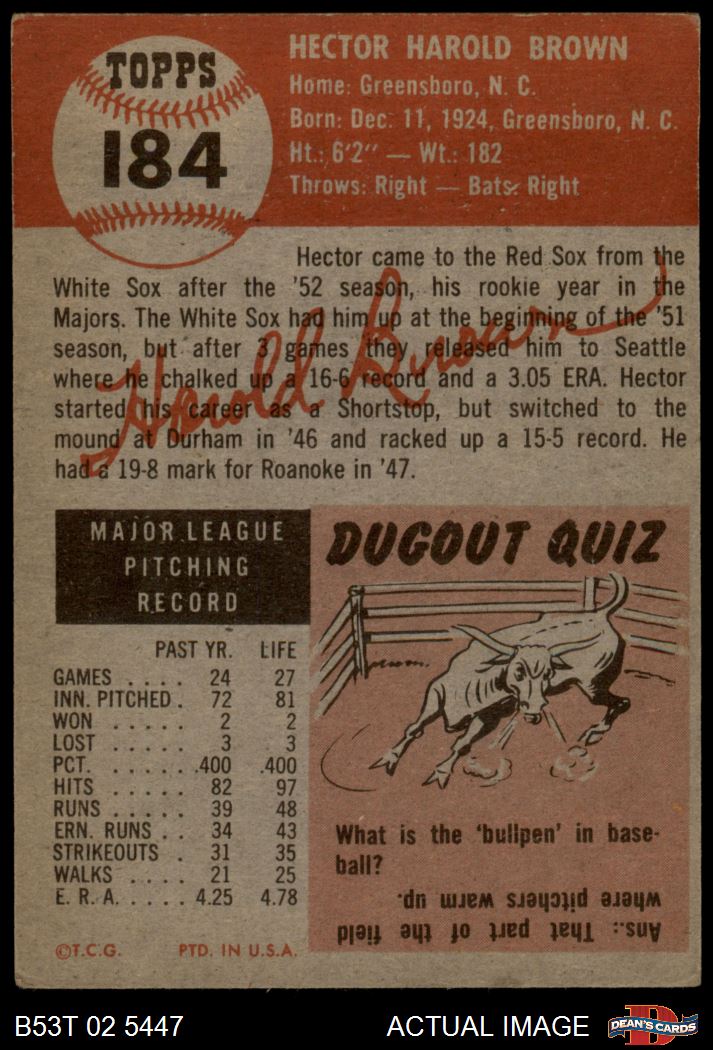 TOPPS
184
HECTOR HAROLD BROWN
Home: Greensboro, N. C.
Born: Dec. 11, 1924, Greensboro, N. C.
Ht.: 6'2" — Wt.: 182
Throws: Right — Bats: Right
Hector came to the Red Sox from the
White Sox after the '52 season, his rookie year in the
Majors. The White Sox had him up at the beginning of the '51
season, but after 3 games they released him to Seattle
where he chalked up a 16-6 record and a 3.05 ERA. Hector
started his career as a Shortstop, but switched to the
mound at Durham in '46 and racked up a 15-5 record. He
had a 19-8 mark for Roanoke in '47.
Harold Brown
MAJOR LEAGUE
PITCHING
RECORD
PAST YR. LIFE
GAMES . . . . 24 27
INN. PITCHED . 72 81
WON . . . . . 2 2
LOST . . . . . 3 3
PCT. . . . . . .400 .400
HITS . . . . . 82 97
RUNS . . . . . 39 48
ERN. RUNS . . 34 43
STRIKEOUTS . 31 35
WALKS . . . . 21 25
E. R. A. . . . . 4.25 4.78
©T.C.G. PTD. IN U.S.A.
DUGOUT QUIZ
What is the 'bullpen' in base-
ball?
Ans.: That part of the field
where pitchers warm up.
B53T 02 5447
ACTUAL IMAGE
DEAN'S CARDS